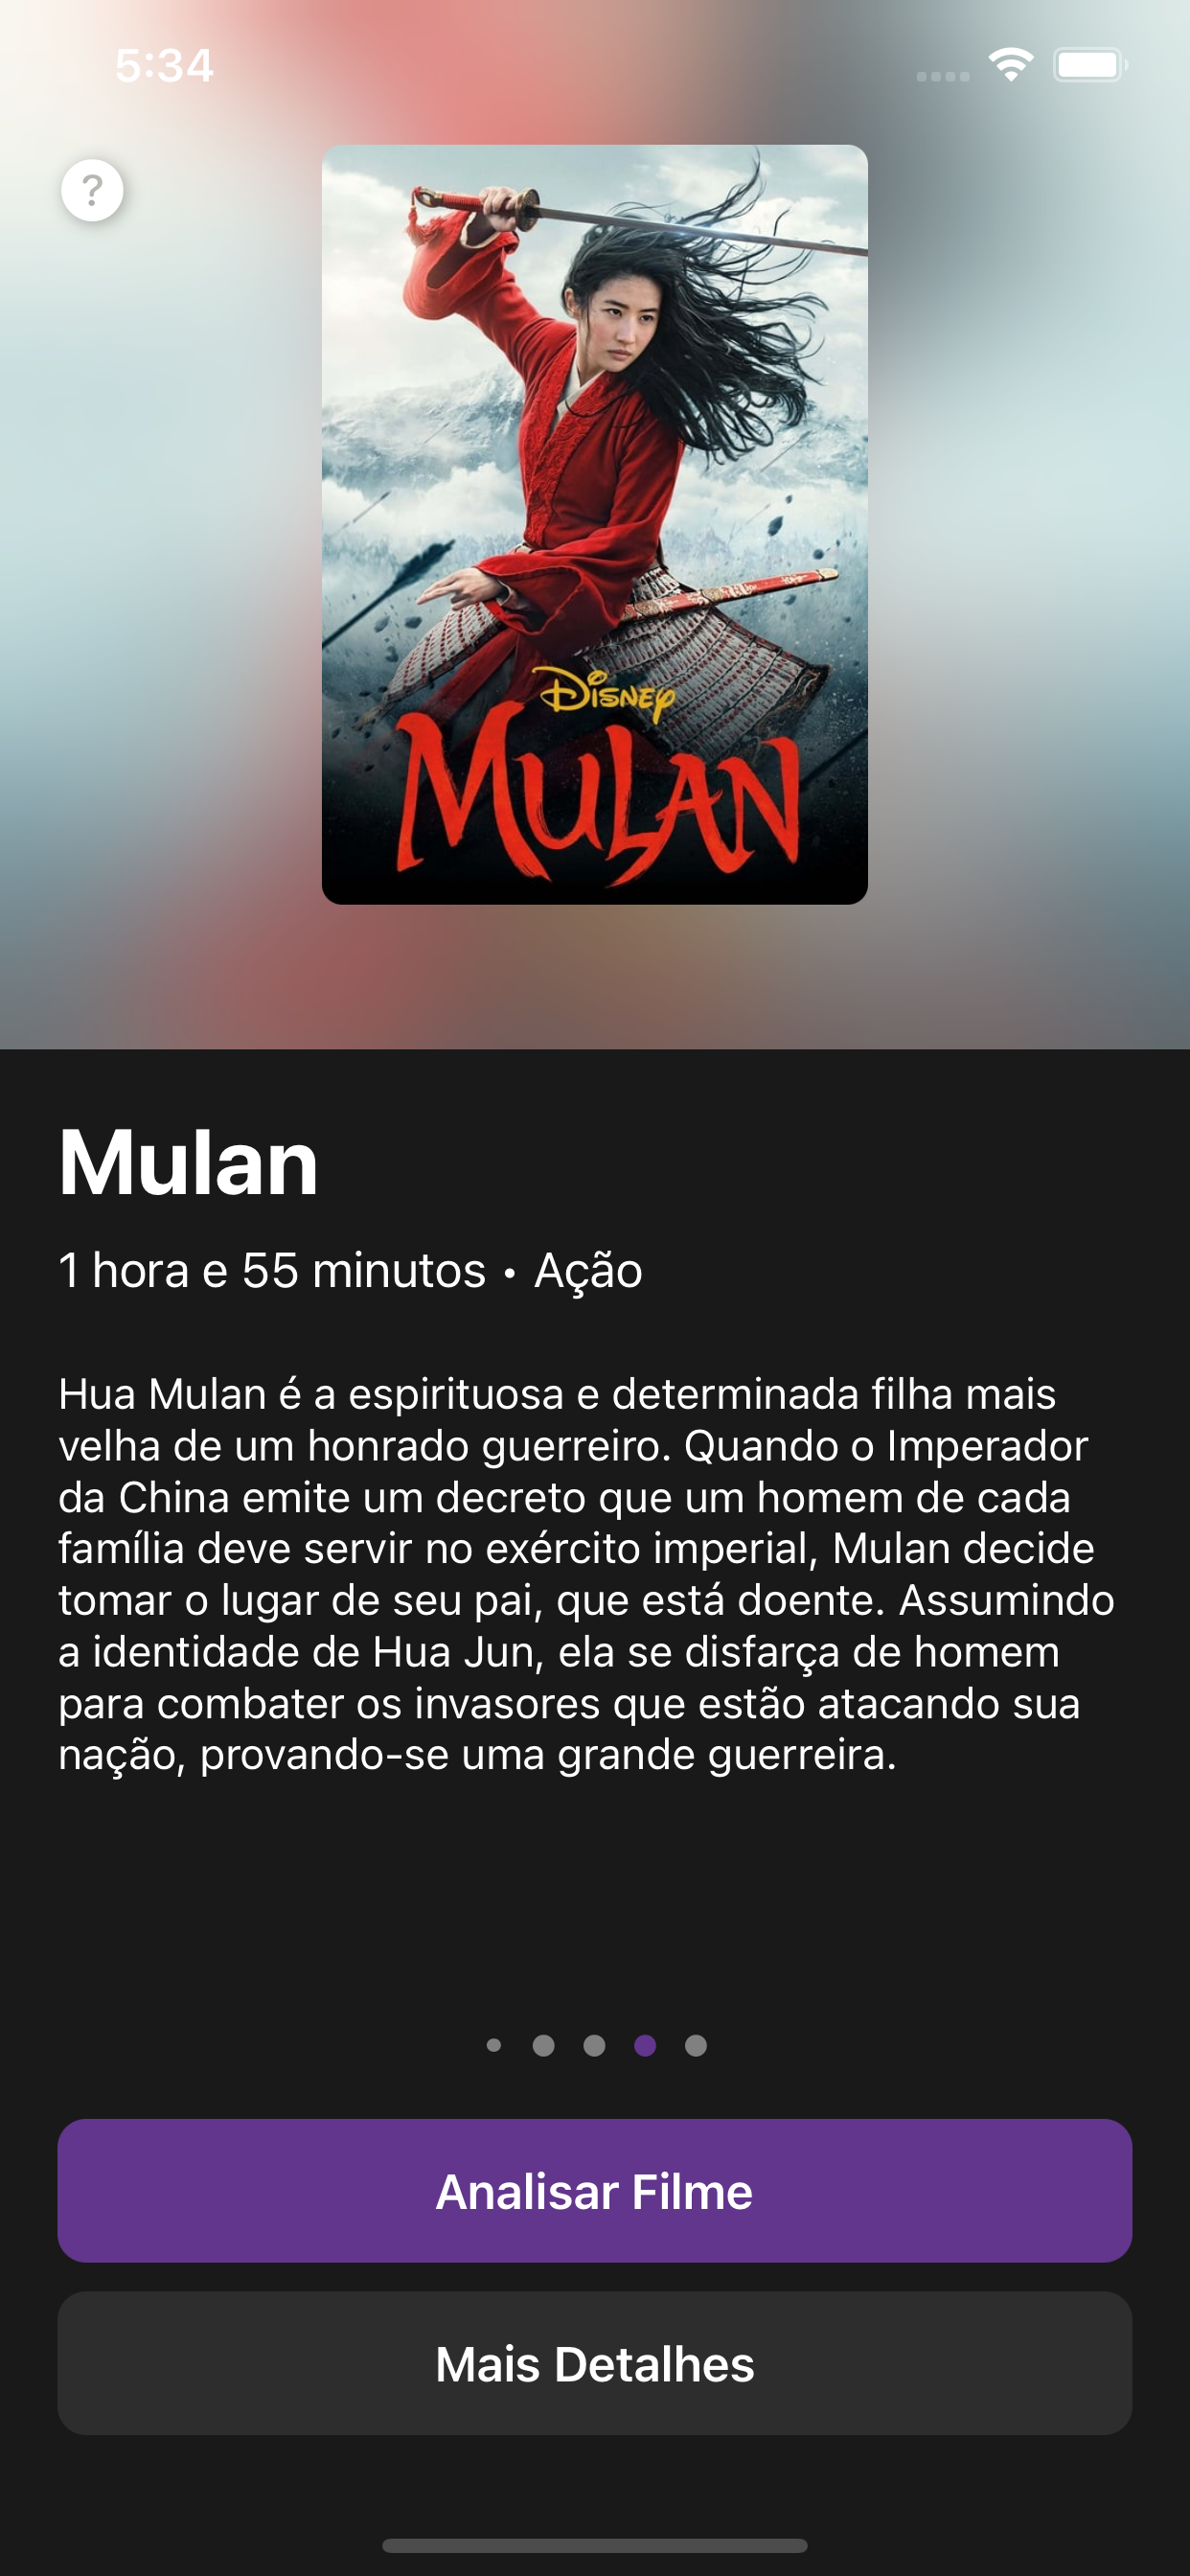 5:34
?
Disney
MULAN
Mulan
1 hora e 55 minutos • Ação
Hua Mulan é a espirituosa e determinada filha mais
velha de um honrado guerreiro. Quando o Imperador
da China emite um decreto que um homem de cada
família deve servir no exército imperial, Mulan decide
tomar o lugar de seu pai, que está doente. Assumindo
a identidade de Hua Jun, ela se disfarça de homem
para combater os invasores que estão atacando sua
nação, provando-se uma grande guerreira.
Analisar Filme
Mais Detalhes